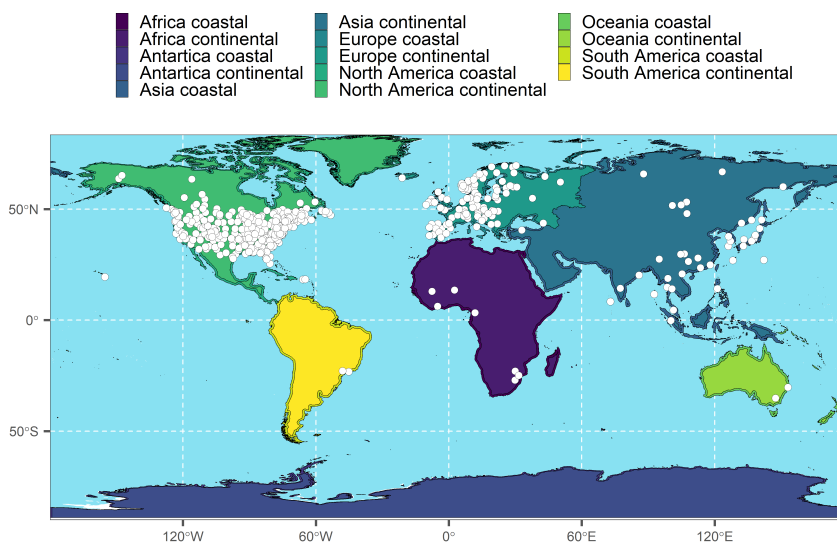 Africa coastal
Africa continental
Antartica coastal
Antartica continental
Asia coastal
Asia continental
Europe coastal
Europe continental
North America coastal
North America continental
Oceania coastal
Oceania continental
South America coastal
South America continental
50°N
0°
50°S
120°W
60°W
0°
60°E
120°E